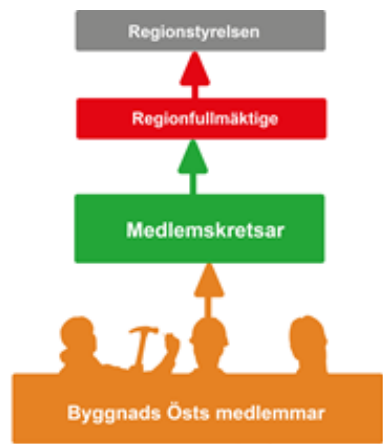 Regionstyrelsen
Regionfullmäktige
Medlemskretsar
Byggnads Östs medlemmar